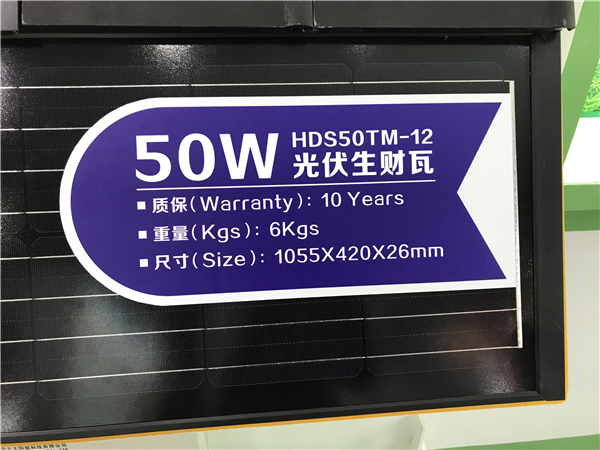 50W HDS50TM-12
光伏生财瓦
▪ 质保(Warranty): 10 Years
▪ 重量(Kgs): 6Kgs
▪ 尺寸(Size): 1055X420X26mm